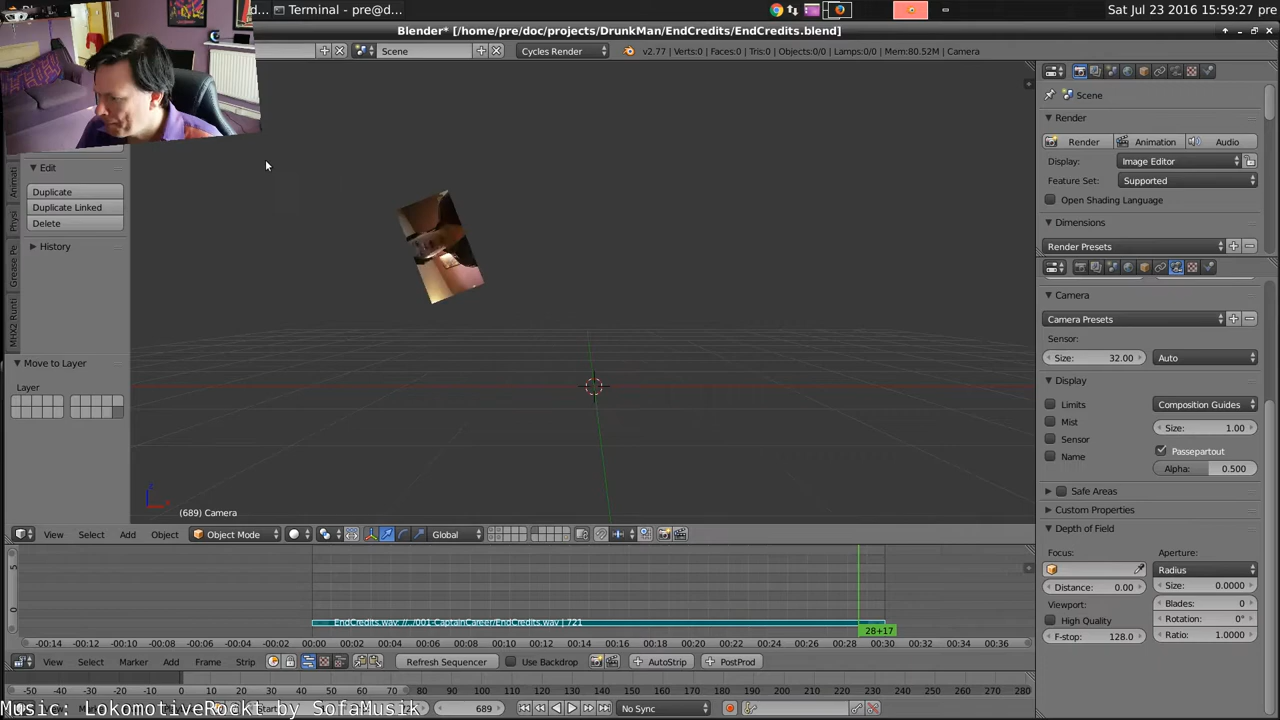 d... Terminal - pre@d... Sat Jul 23 2016 15:59:27 pre
Blender* [/home/pre/doc/projects/DrunkMan/EndCredits/EndCredits.blend]
Scene Cycles Render v2.77 | Verts:0 | Faces:0 | Tris:0 | Objects:0/0 | Lamps:0/0 | Mem:80.52M | Camera
Scene
Render
Render Animation Audio
Display: Image Editor
Feature Set: Supported
Open Shading Language
Dimensions
Render Presets
Animati
Physi
Grease Pe
MHX2 Runti
Edit
Duplicate
Duplicate Linked
Delete
History
Move to Layer
Layer
Camera
Camera Presets
Sensor:
Size: 32.00 Auto
Display
Limits Composition Guides
Mist Size: 1.00
Sensor Passepartout
Name Alpha: 0.500
Safe Areas
Custom Properties
Depth of Field
Focus: Aperture:
Radius
Distance: 0.00 Size: 0.0000
Viewport: Blades: 0
High Quality Rotation: 0°
F-stop: 128.0 Ratio: 1.0000
(689) Camera
View Select Add Object Object Mode Global
5
0
EndCredits.wav: //../001-CaptainCareer/EndCredits.wav | 721
28+17
-00:14 -00:12 -00:10 -00:08 -00:06 -00:04 -00:02 00:00 00:02 00:04 00:06 00:08 00:10 00:12 00:14 00:16 00:18 00:20 00:22 00:24 00:26 00:28 00:30 00:32 00:34 00:36
View Select Marker Add Frame Strip Refresh Sequencer Use Backdrop AutoStrip PostProd
-50 -40 -30 -20 -10 0 10 20 30 40 50 60 70 80 90 100 110 120 130 140 150 160 170 180 190 200 210 220 230 240 250 260 270 280
689 No Sync
Music: LokomotiveRockt by SofaMusik